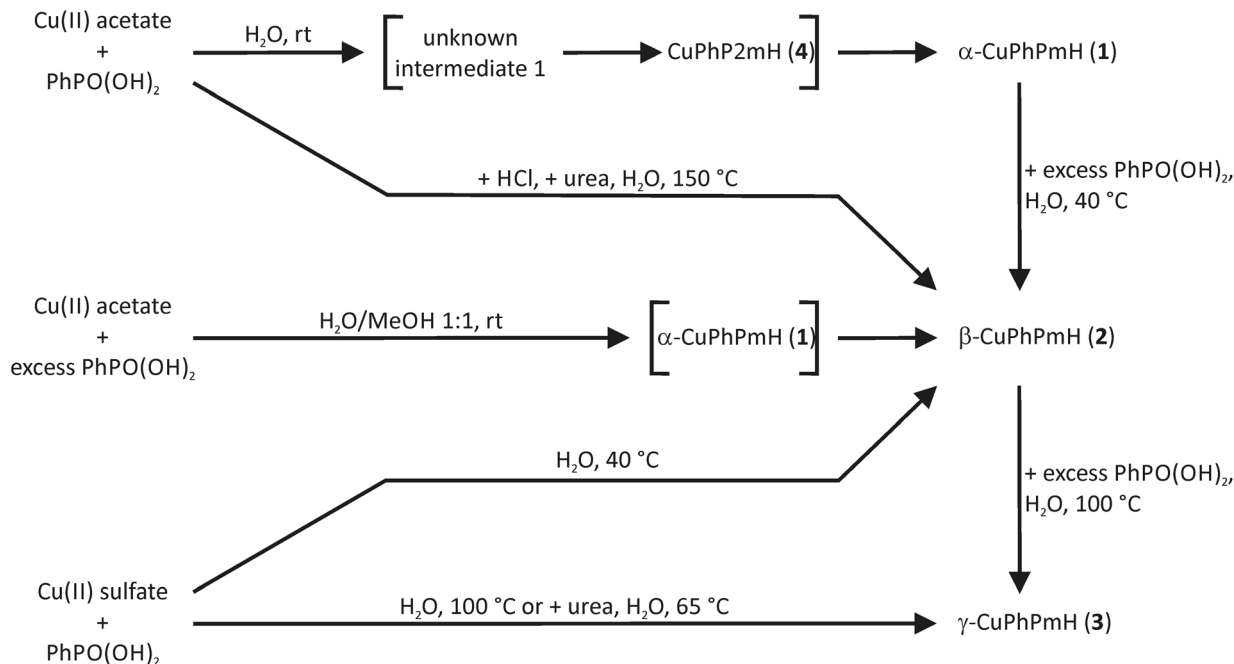 Cu(II) acetate
+
PhPO(OH)₂
H₂O, rt
unknown
intermediate 1
CuPhP2mH (4)
α-CuPhPmH (1)
+ HCl, + urea, H₂O, 150 °C
+ excess PhPO(OH)₂,
H₂O, 40 °C
Cu(II) acetate
+
excess PhPO(OH)₂
H₂O/MeOH 1:1, rt
α-CuPhPmH (1)
β-CuPhPmH (2)
H₂O, 40 °C
+ excess PhPO(OH)₂,
H₂O, 100 °C
Cu(II) sulfate
+
PhPO(OH)₂
H₂O, 100 °C or + urea, H₂O, 65 °C
γ-CuPhPmH (3)